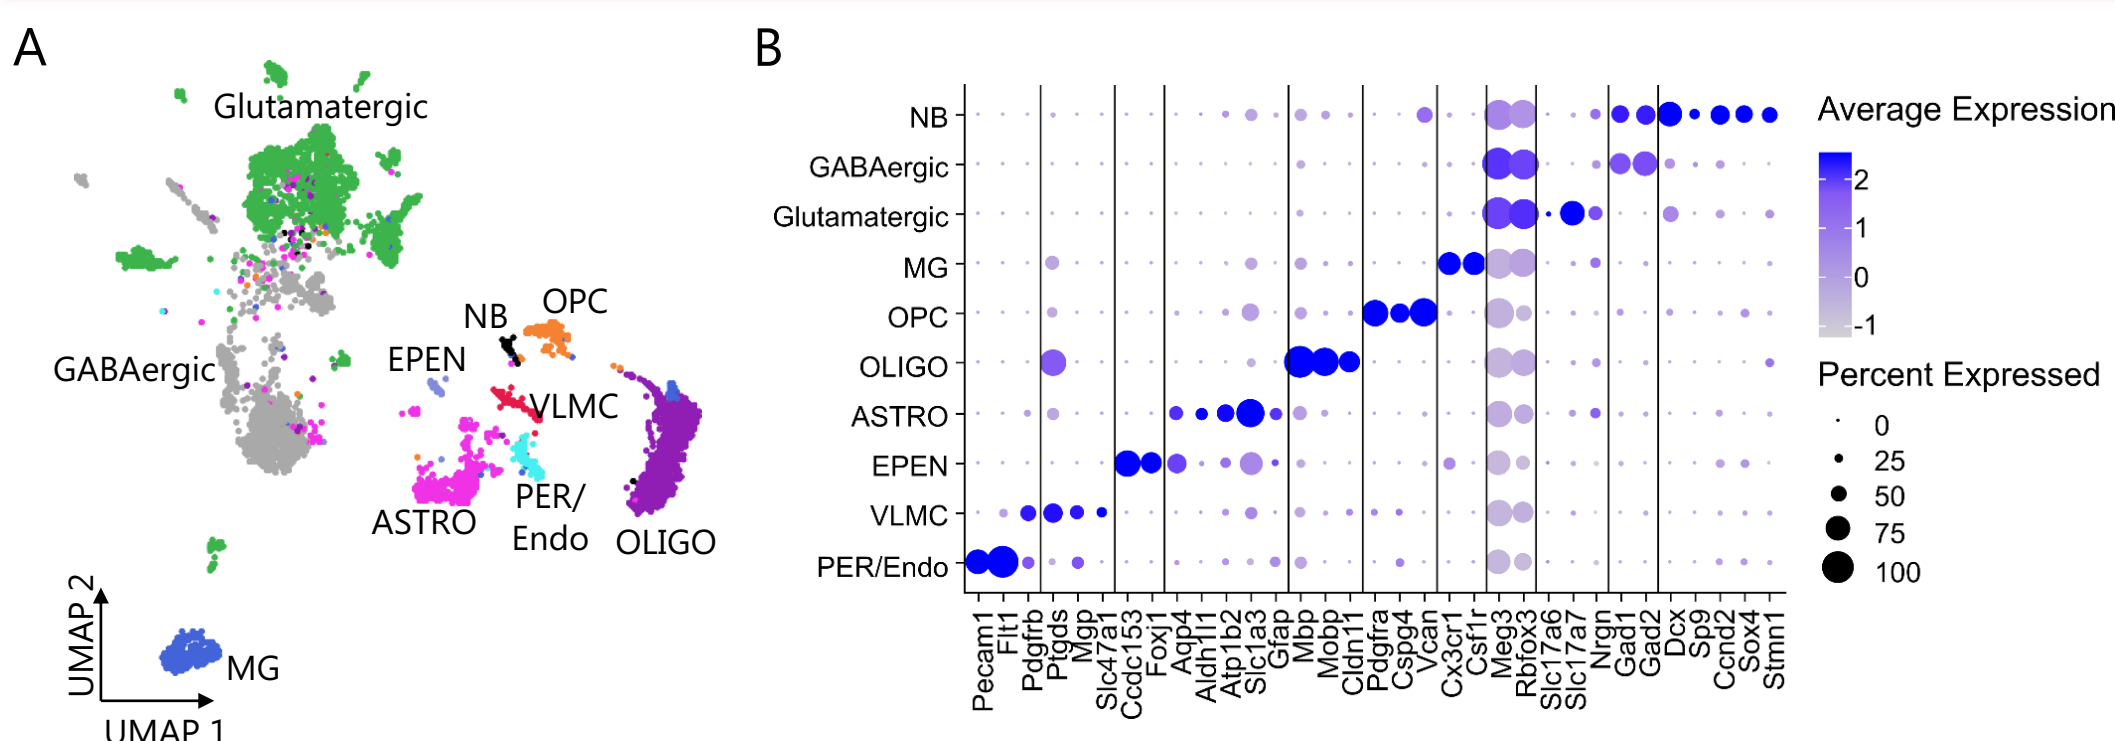 A
Glutamatergic
GABAergic
NB
OPC
EPEN
VLMC
ASTRO
PER/
Endo
OLIGO
MG
UMAP 2
UMAP 1
B
NB
GABAergic
Glutamatergic
MG
OPC
OLIGO
ASTRO
EPEN
VLMC
PER/Endo
Pecam1
Flt1
Pdgfrb
Ptgds
Mgp
Slc47a1
Ccdc153
Foxj1
Aqp4
Aldh1l1
Atp1b2
Slc1a3
Gfap
Mbp
Mobp
Cldn11
Pdgfra
Cspg4
Vcan
Cx3cr1
Csf1r
Meg3
Rbfox3
Slc17a6
Slc17a7
Nrgn
Gad1
Gad2
Dcx
Sp9
Ccnd2
Sox4
Stmn1
Average Expression
2
1
0
-1
Percent Expressed
0
25
50
75
100